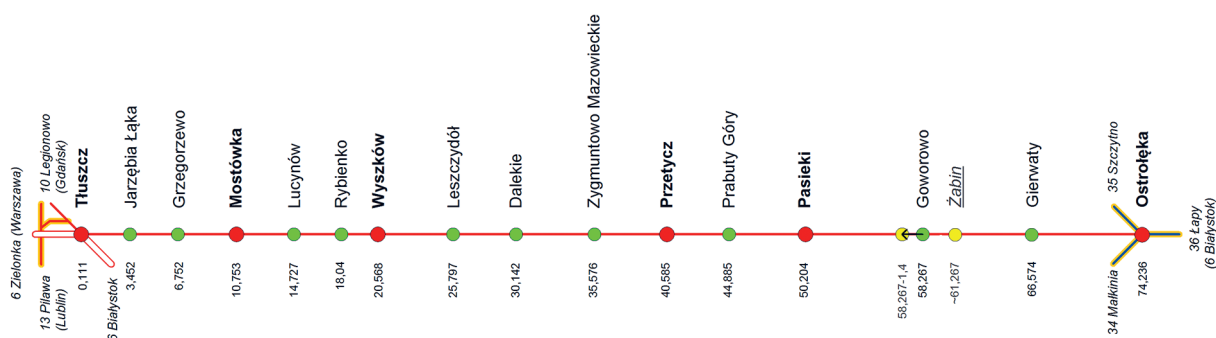 6 Zielonka (Warszawa)
10 Legionowo
(Gdańsk)
13 Pilawa
(Lublin)
6 Białystok
Tłuszcz
0,111
Jarzębia Łąka
3,452
Grzegorzewo
6,752
Mostówka
10,753
Lucynów
14,727
Rybienko
18,04
Wyszków
20,568
Leszczydół
25,797
Dalekie
30,142
Zygmuntowo Mazowieckie
35,576
Przetycz
40,585
Prabuty Góry
44,885
Pasieki
50,204
58,267-1,4
Goworowo
58,267
Żabin
~61,267
Gierwaty
66,574
35 Szczytno
34 Małkinia
Ostrołęka
74,236
36 Łapy
(6 Białystok)